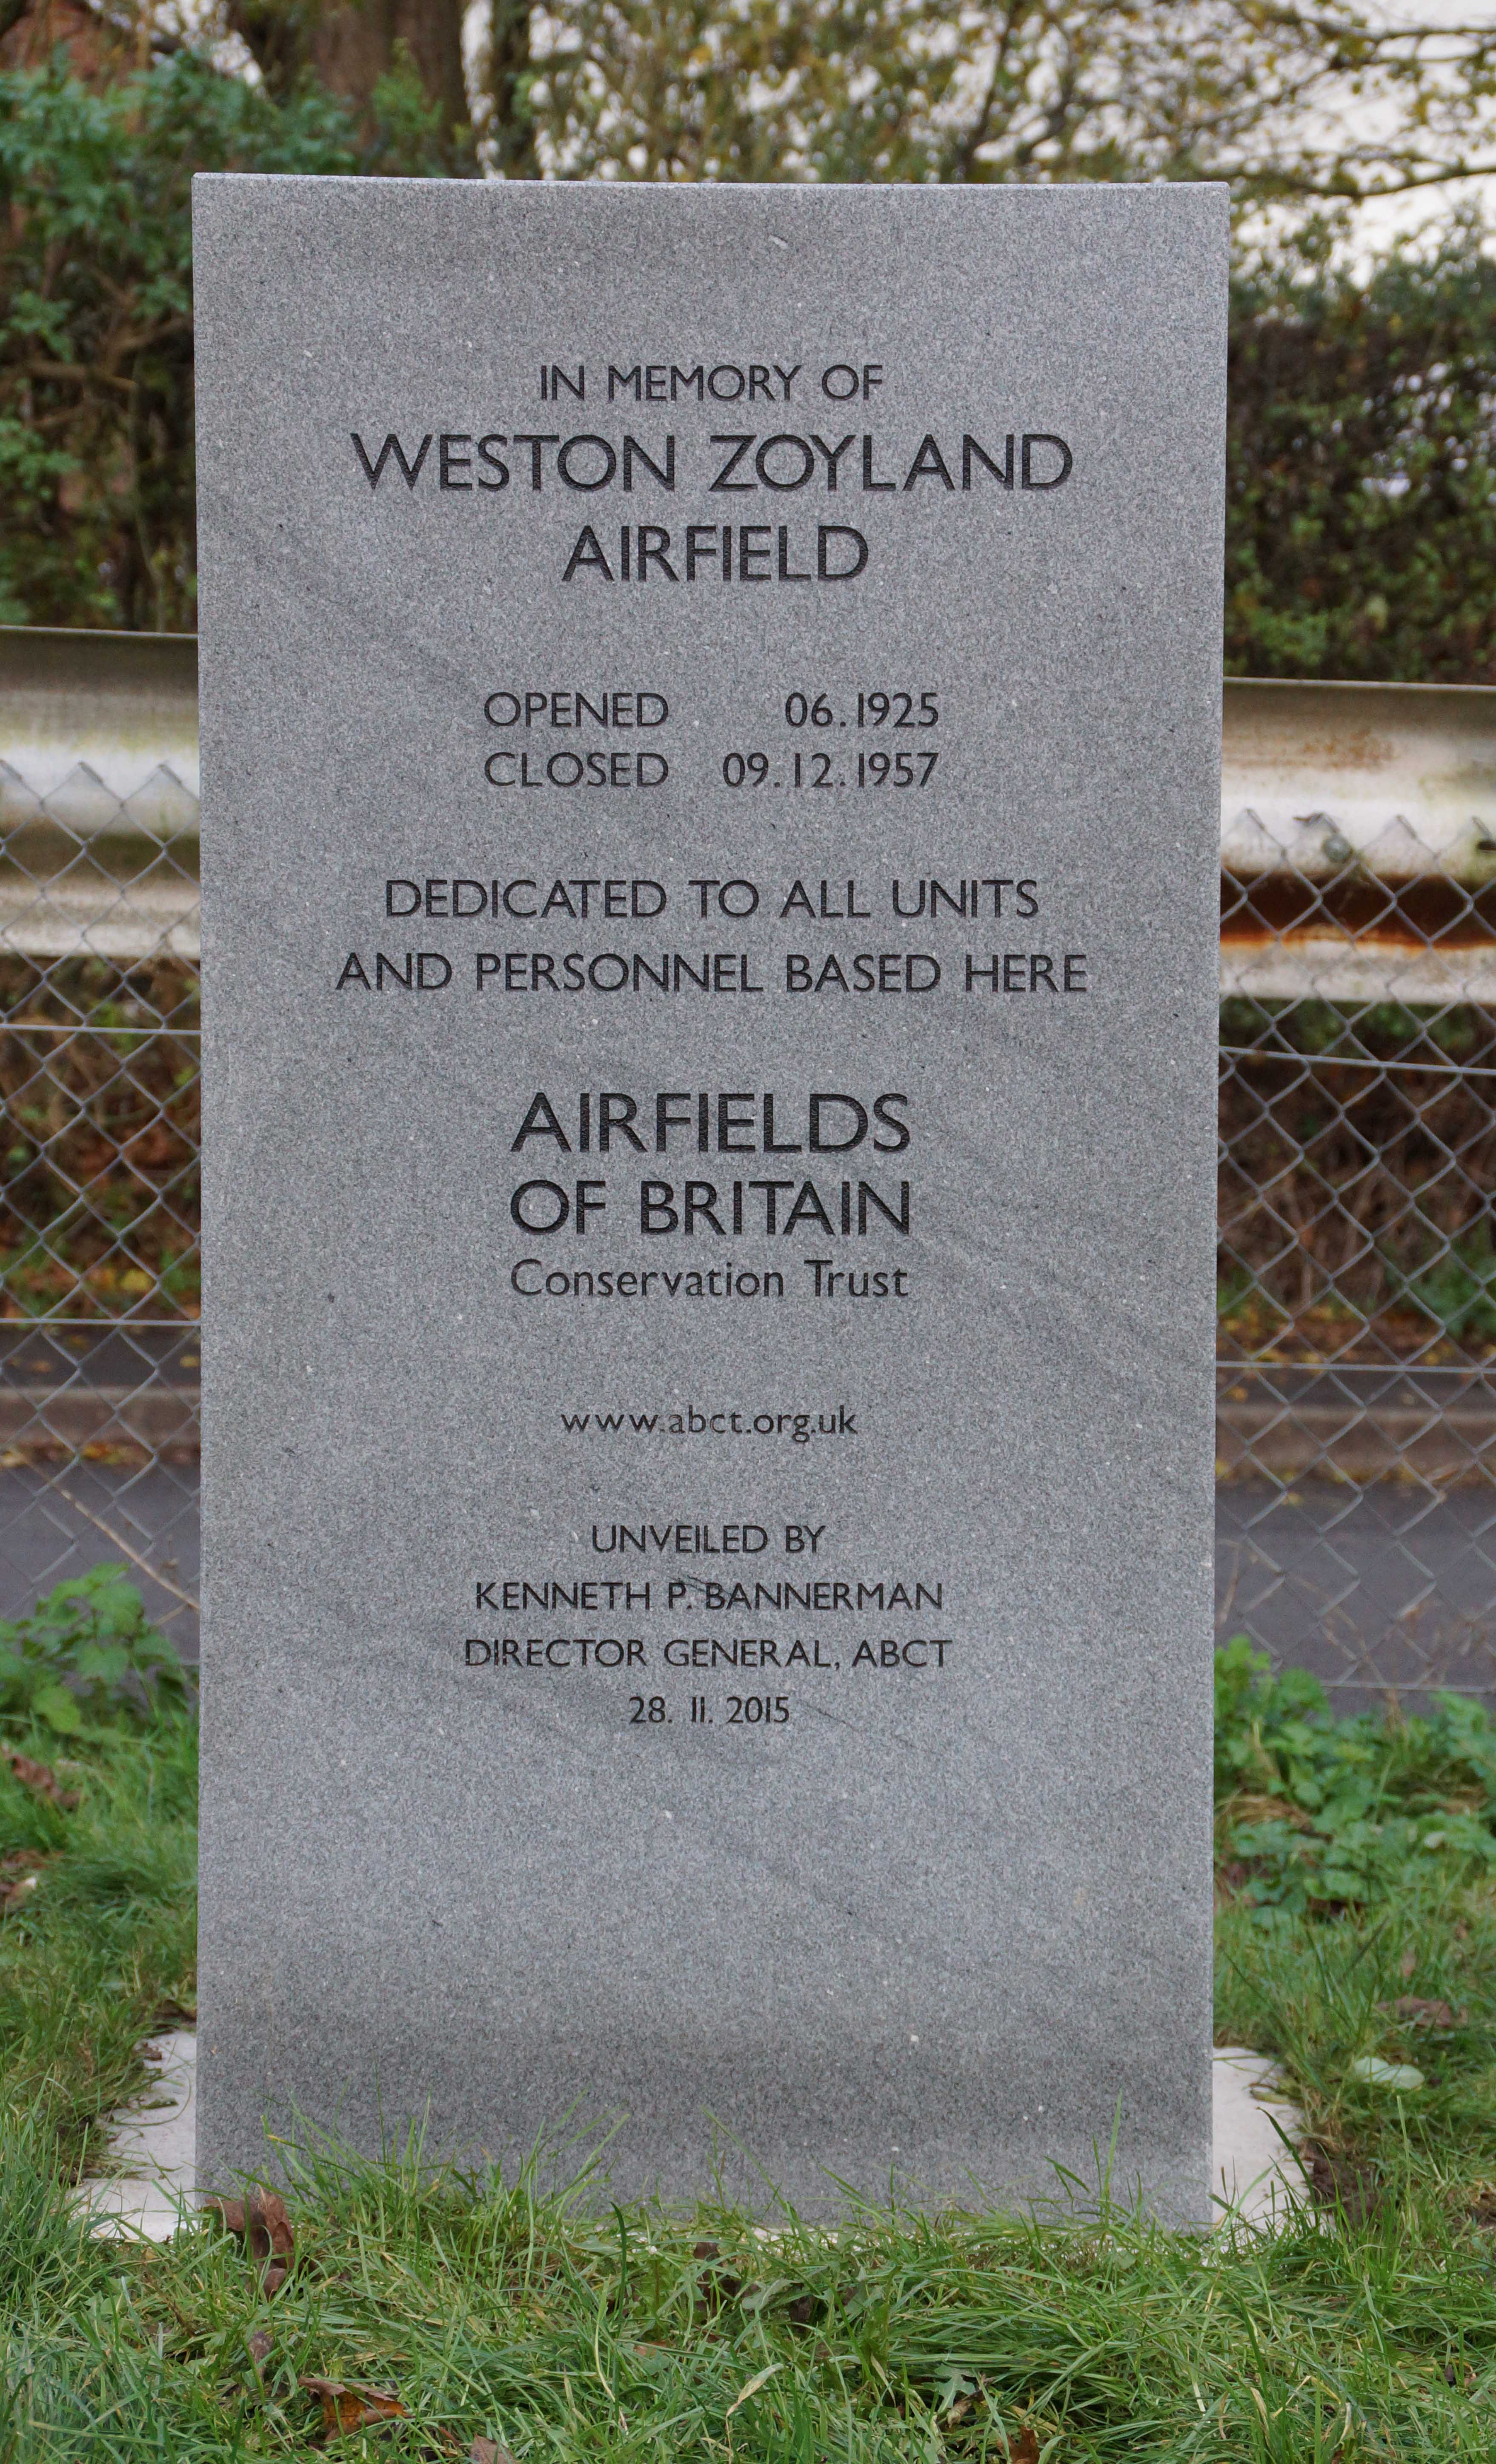 IN MEMORY OF
WESTON ZOYLAND
AIRFIELD
OPENED 06.1925
CLOSED 09.12.1957
DEDICATED TO ALL UNITS
AND PERSONNEL BASED HERE
AIRFIELDS
OF BRITAIN
Conservation Trust
www.abct.org.uk
UNVEILED BY
KENNETH P. BANNERMAN
DIRECTOR GENERAL, ABCT
28. 11. 2015